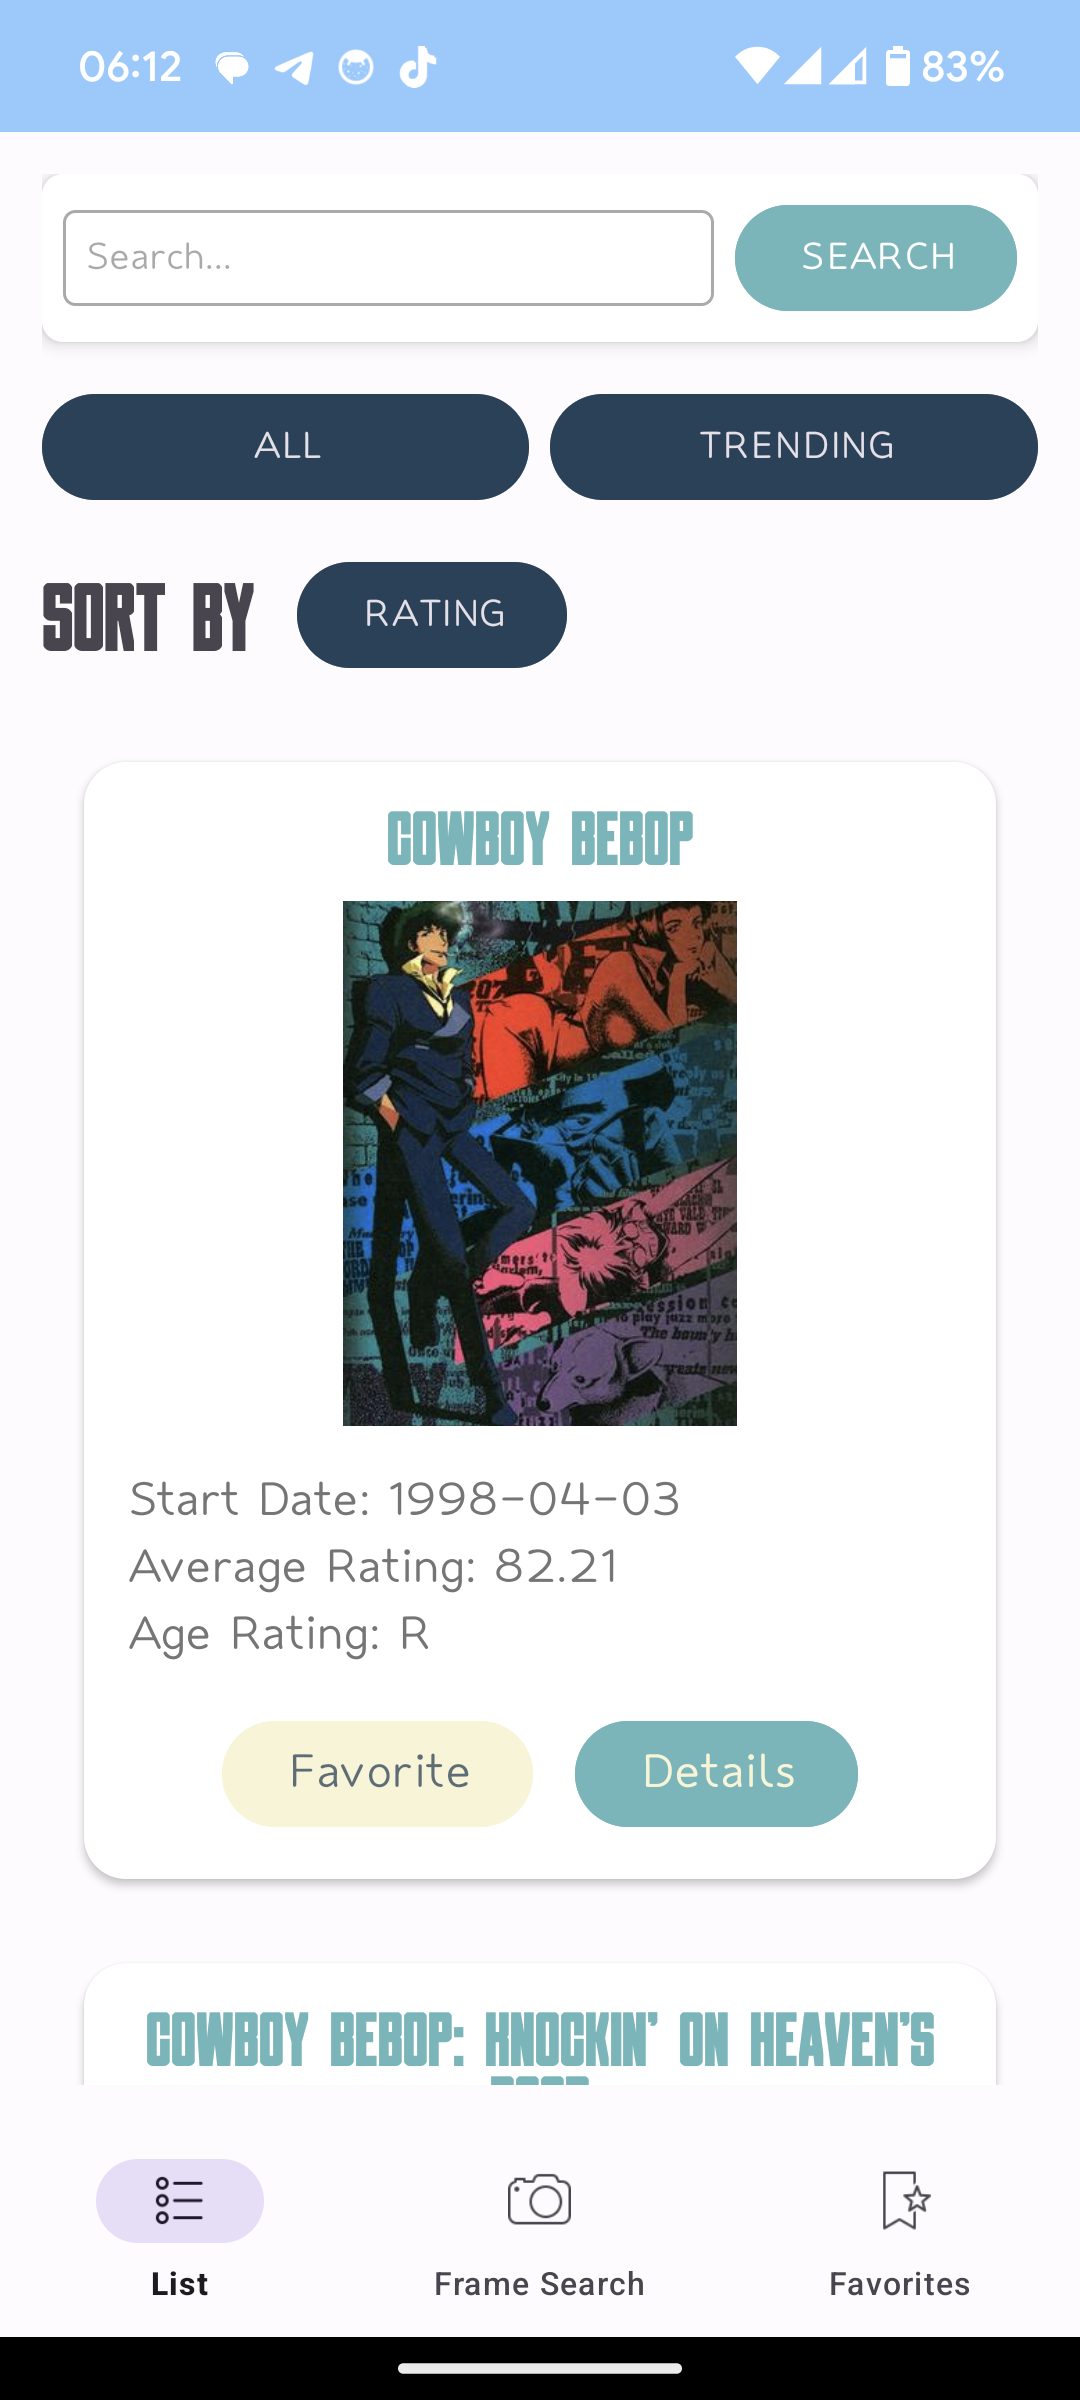 06:12 83%
Search...
SEARCH
ALL
TRENDING
SORT BY
RATING
COWBOY BEBOP
Start Date: 1998-04-03
Average Rating: 82.21
Age Rating: R
Favorite
Details
COWBOY BEBOP: KNOCKIN' ON HEAVEN'S
List
Frame Search
Favorites